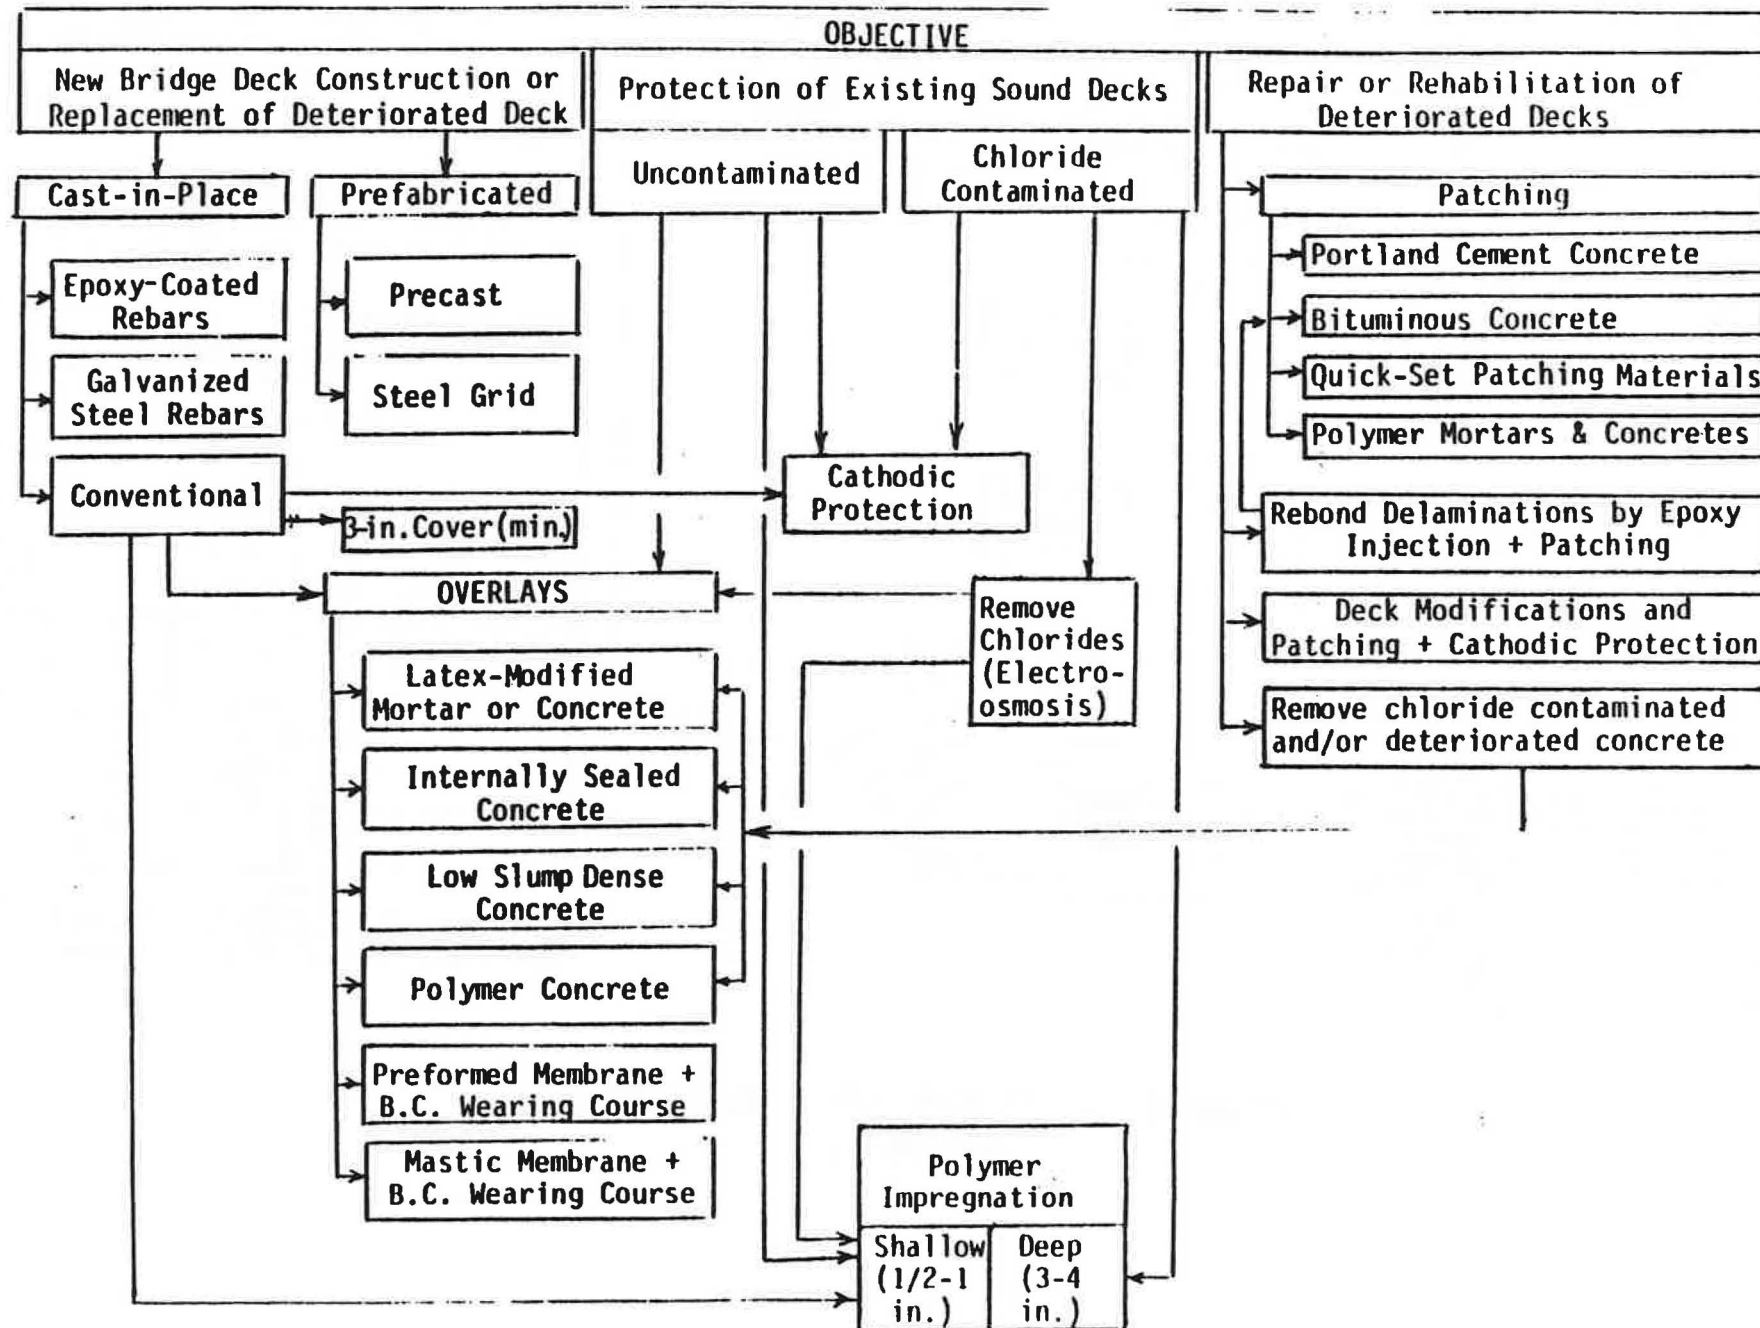 OBJECTIVE
New Bridge Deck Construction or
Replacement of Deteriorated Deck
Protection of Existing Sound Decks
Repair or Rehabilitation of
Deteriorated Decks
Uncontaminated
Chloride
Contaminated
Cast-in-Place
Prefabricated
Patching
Epoxy-Coated
Rebars
Galvanized
Steel Rebars
Conventional
Precast
Steel Grid
3-in.Cover(min.)
Cathodic
Protection
Portland Cement Concrete
Bituminous Concrete
Quick-Set Patching Materials
Polymer Mortars & Concretes
Rebond Delaminations by Epoxy
Injection + Patching
Deck Modifications and
Patching + Cathodic Protection
Remove chloride contaminated
and/or deteriorated concrete
OVERLAYS
Remove
Chlorides
(Electro-
osmosis)
Latex-Modified
Mortar or Concrete
Internally Sealed
Concrete
Low Slump Dense
Concrete
Polymer Concrete
Preformed Membrane +
B.C. Wearing Course
Mastic Membrane +
B.C. Wearing Course
Polymer
Impregnation
Shallow
(1/2-1
in.)
Deep
(3-4
in.)